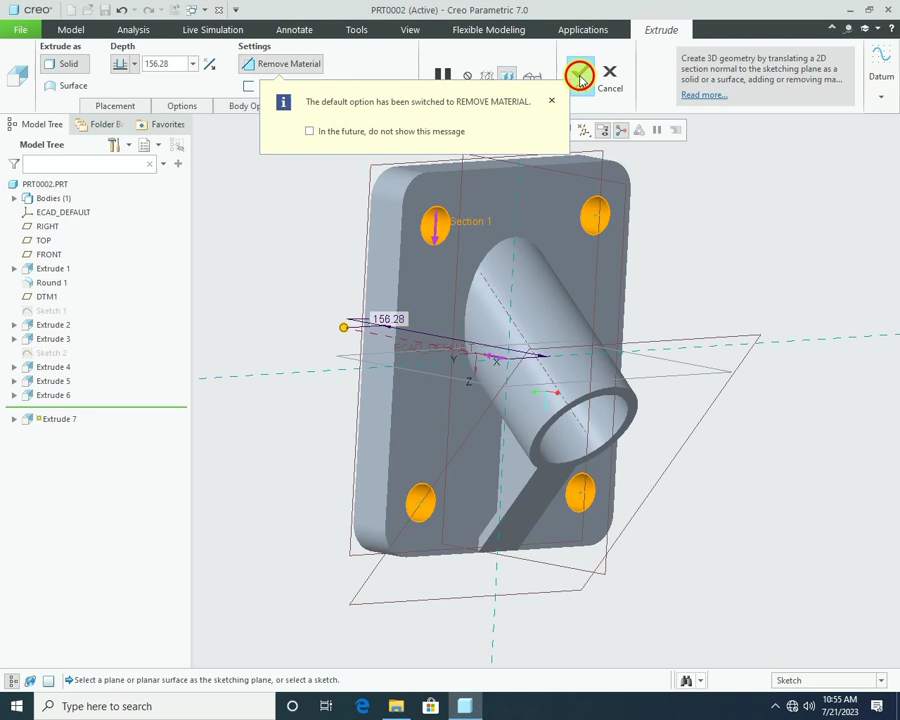 creo PRT0002 (Active) - Creo Parametric 7.0
File Model Analysis Live Simulation Annotate Tools View Flexible Modeling Applications Extrude
Extrude as Depth Settings
Solid 156.28 Remove Material
Surface
Cancel
Create 3D geometry by translating a 2D
section normal to the sketching plane as a
solid or a surface, adding or removing ma...
Read more...
Datum
Placement Options Body Op
The default option has been switched to REMOVE MATERIAL.
In the future, do not show this message
Model Tree Folder Br Favorites
Model Tree
PRT0002.PRT
Bodies (1)
ECAD_DEFAULT
RIGHT
TOP
FRONT
Extrude 1
Round 1
DTM1
Sketch 1
Extrude 2
Extrude 3
Sketch 2
Extrude 4
Extrude 5
Extrude 6
Extrude 7
Section 1
156.28
ECAD_DEFAULT
Y X
Z
Select a plane or planar surface as the sketching plane, or select a sketch. Sketch
Type here to search
10:55 AM
7/21/2023